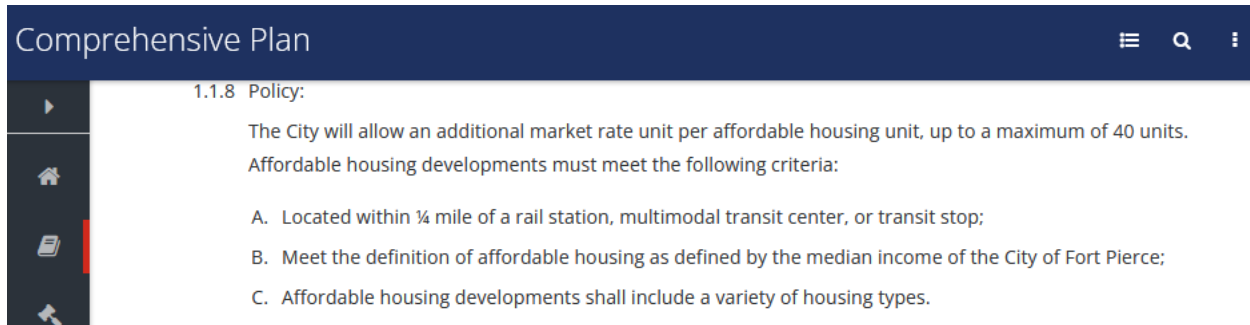 Comprehensive Plan
1.1.8 Policy:
The City will allow an additional market rate unit per affordable housing unit, up to a maximum of 40 units.
Affordable housing developments must meet the following criteria:
A. Located within ¼ mile of a rail station, multimodal transit center, or transit stop;
B. Meet the definition of affordable housing as defined by the median income of the City of Fort Pierce;
C. Affordable housing developments shall include a variety of housing types.